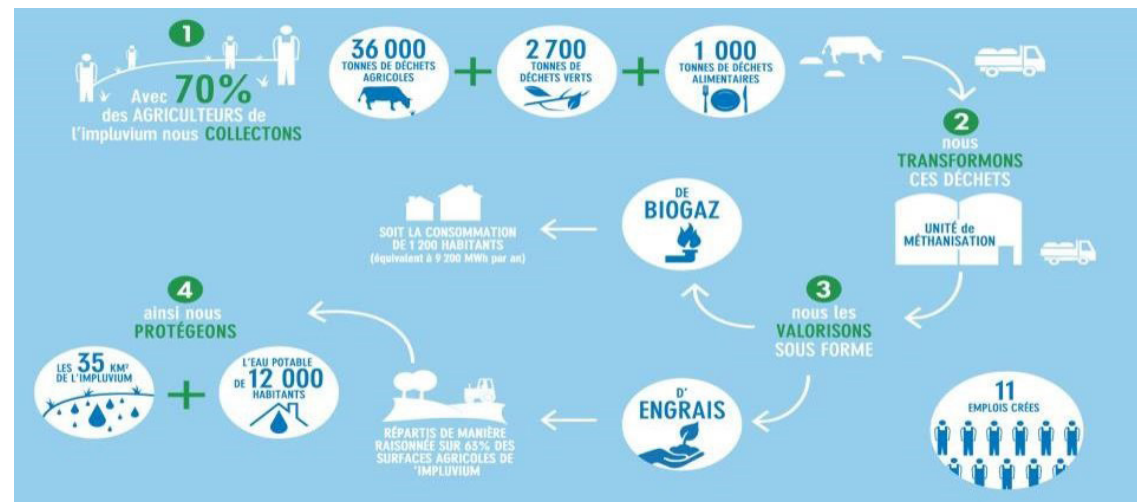 1
Avec 70%
des AGRICULTEURS de
l'impluvium nous COLLECTONS
36 000
TONNES DE DÉCHETS
AGRICOLES
+
2 700
TONNES DE
DÉCHETS VERTS
+
1 000
TONNES DE DÉCHETS
ALIMENTAIRES
2
nous
TRANSFORMONS
CES DÉCHETS
UNITÉ de
MÉTHANISATION
3
nous les
VALORISONS
SOUS FORME
DE
BIOGAZ
SOIT LA CONSOMMATION
DE 1 200 HABITANTS
(équivalent à 9 200 MWh par an)
D'
ENGRAIS
RÉPARTIS DE MANIÈRE
RAISONNÉE SUR 63% DES
SURFACES AGRICOLES DE
'IMPLUVIUM
4
ainsi nous
PROTÉGEONS
LES 35 KM²
DE L'IMPLUVIUM
+
L'EAU POTABLE
DE 12 000
HABITANTS
11
EMPLOIS CRÉES